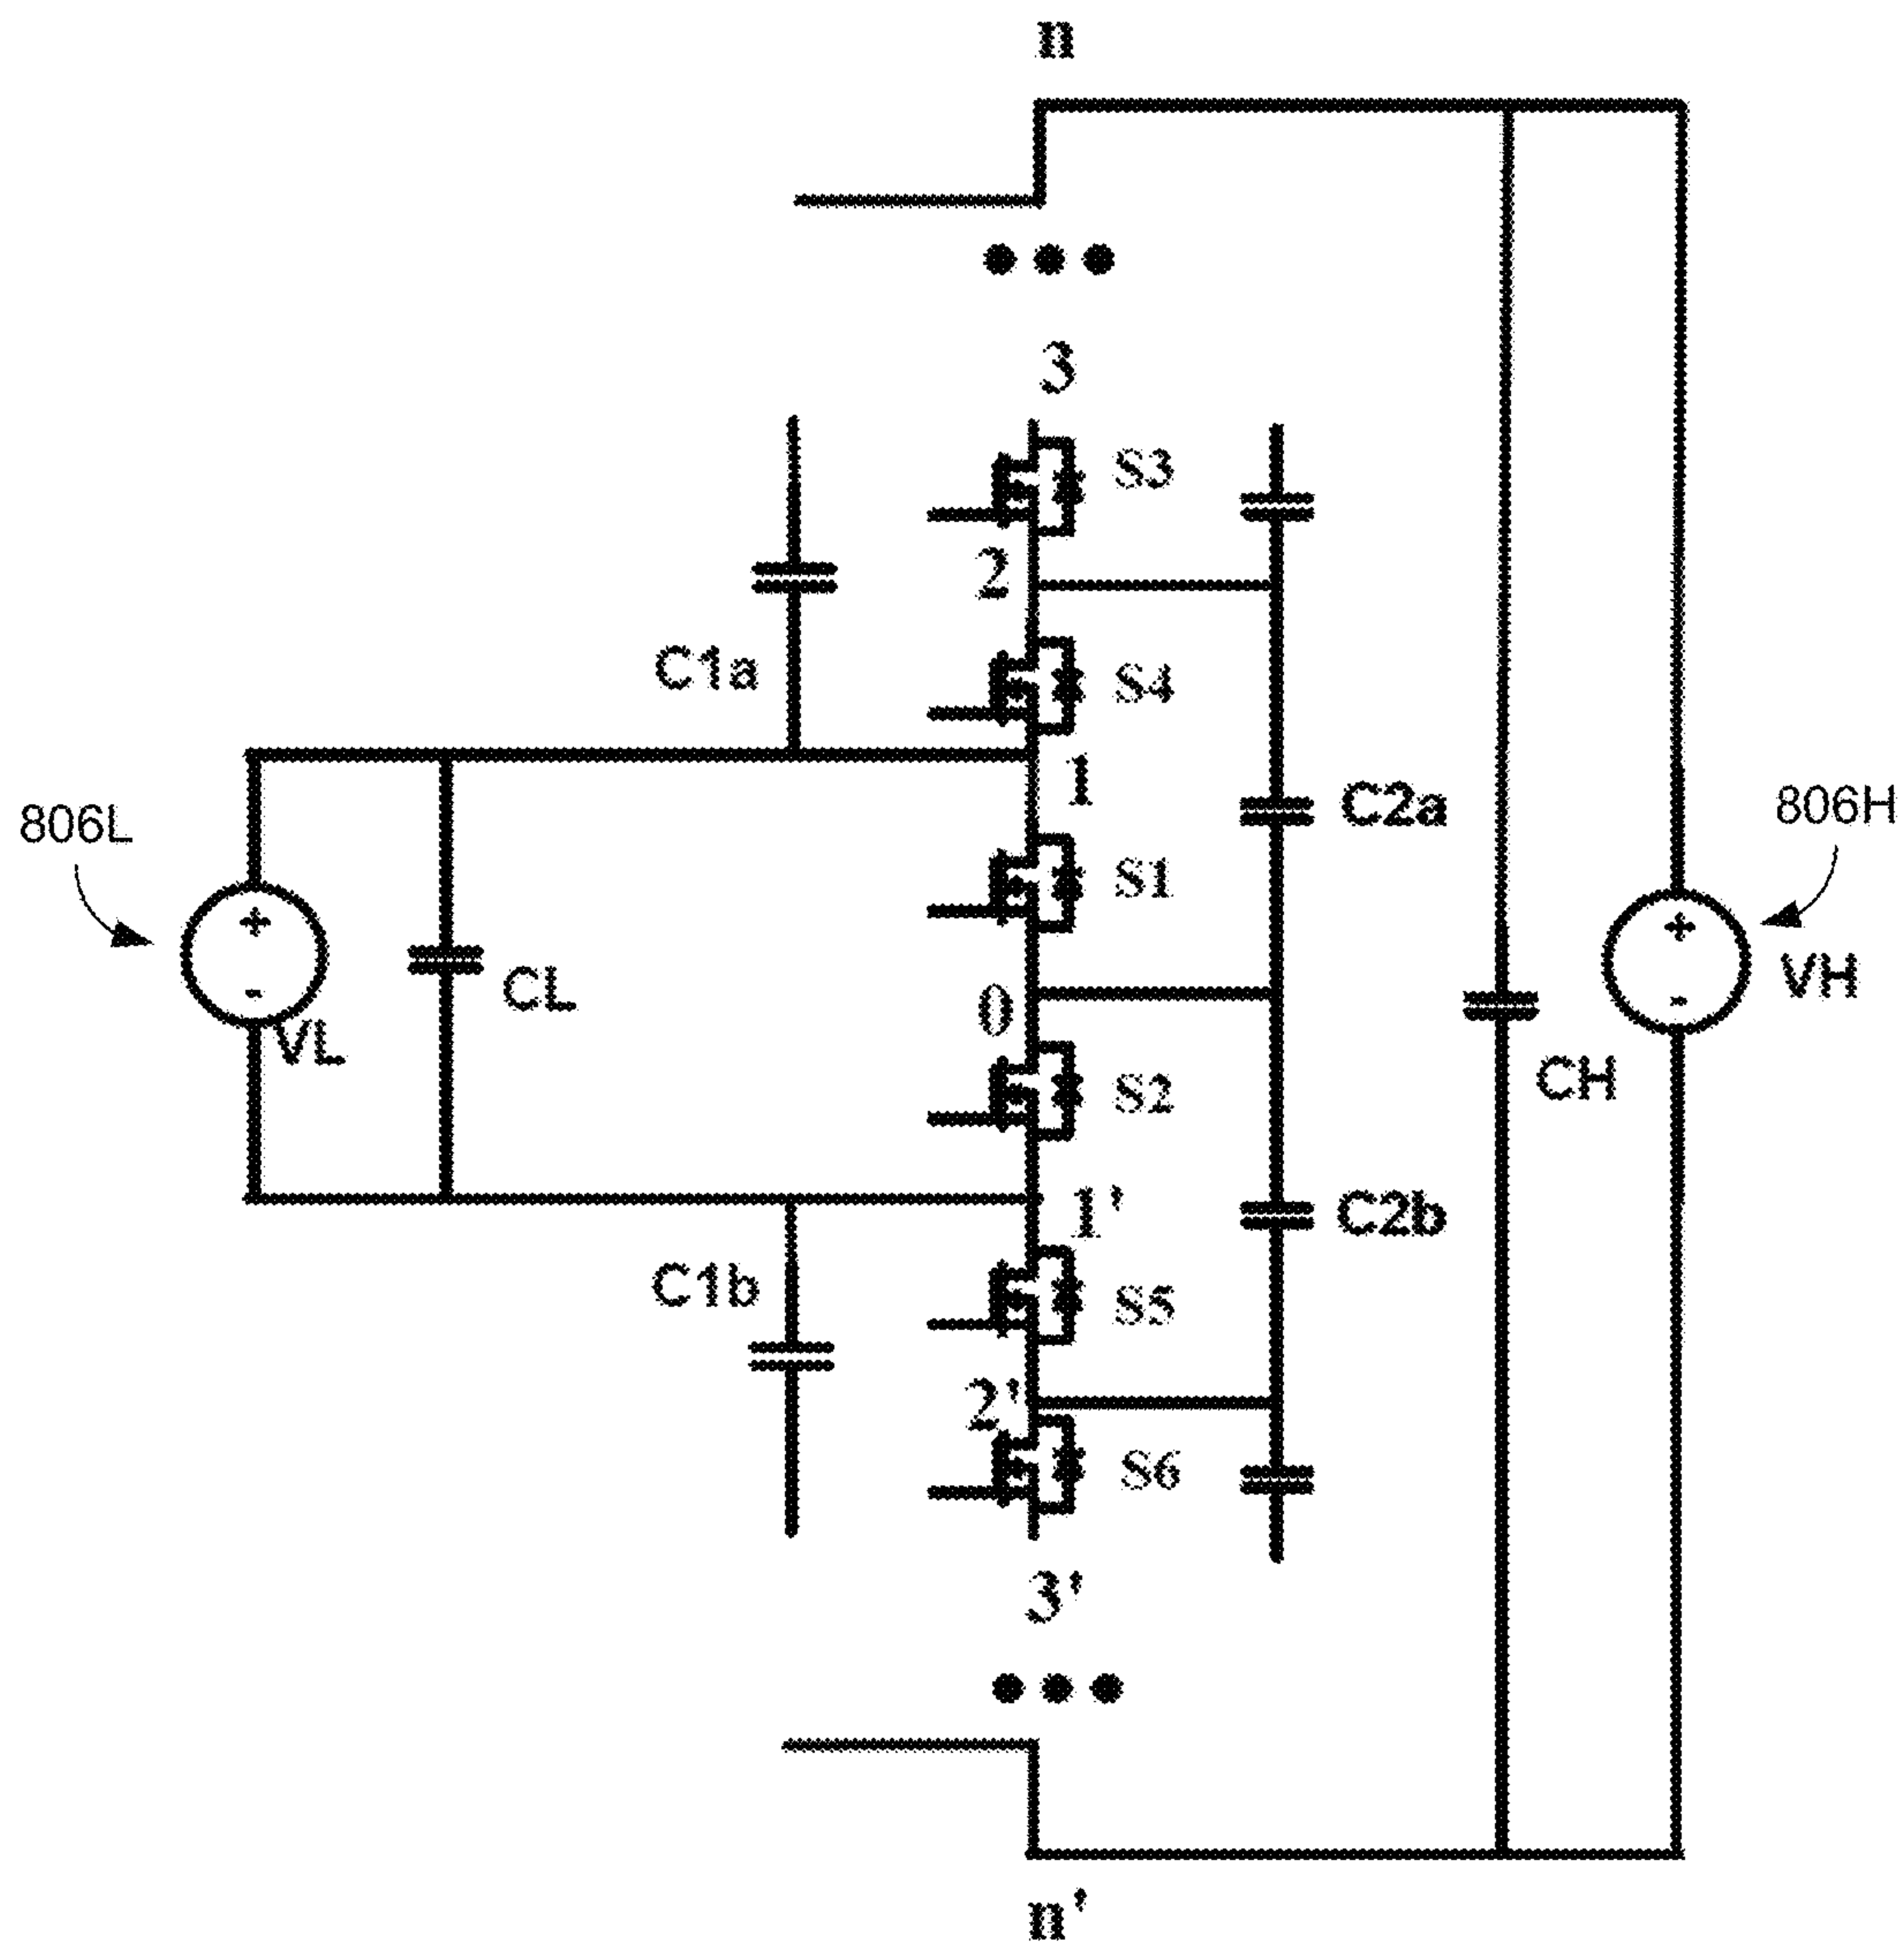 n
3
S3
2
C1a
S4
1
C2a
806L
806H
S1
VH
CL
0
VL
S2
CH
1'
C2b
C1b
S5
2'
S6
3'
n'
+
-
+
-